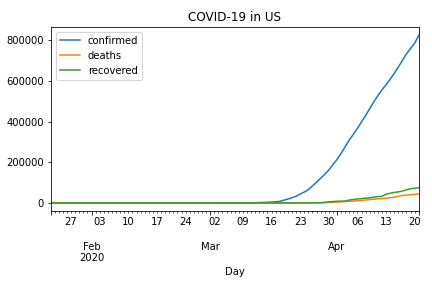 COVID-19 in US
confirmed
deaths
recovered
800000
600000
400000
200000
0
27 03 10 17 24 02 09 16 23 30 06 13 20
Feb Mar Apr
2020
Day